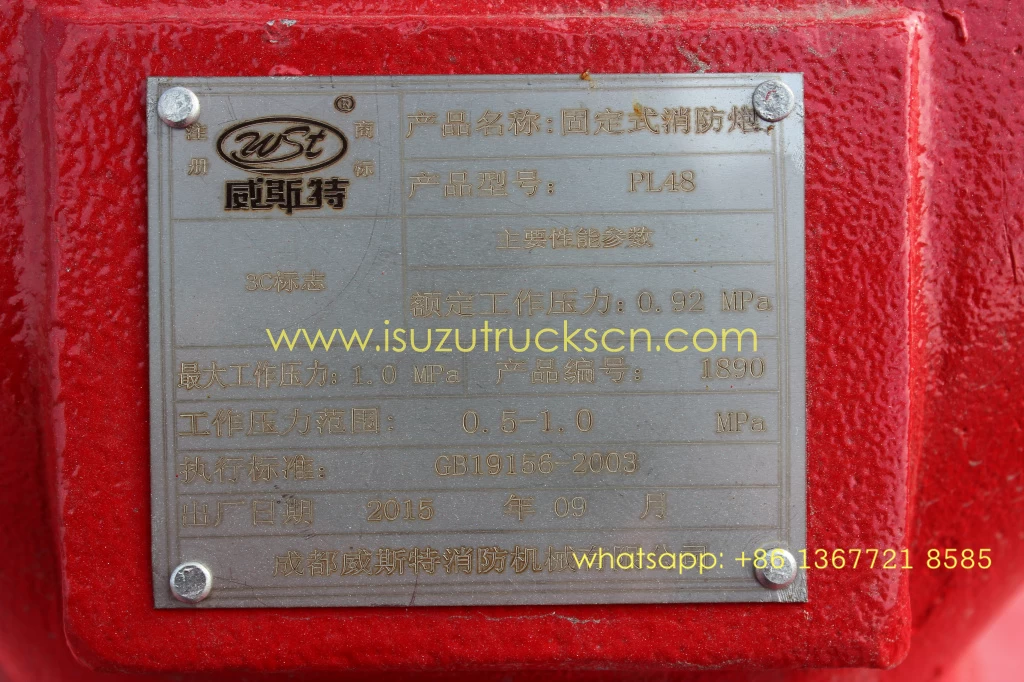 注册 商标 ®
WSt
威斯特
产品名称: 固定式消防炮
产品型号: PL48
主要性能参数
3C标志
额定工作压力: 0.92 MPa
www.isuzutruckscn.com
最大工作压力: 1.0 MPa 产品编号: 1890
工作压力范围: 0.5-1.0 MPa
执行标准: GB19156-2003
出厂日期 2015 年 09 月
成都威斯特消防机械
whatsapp: +86 1367721 8585